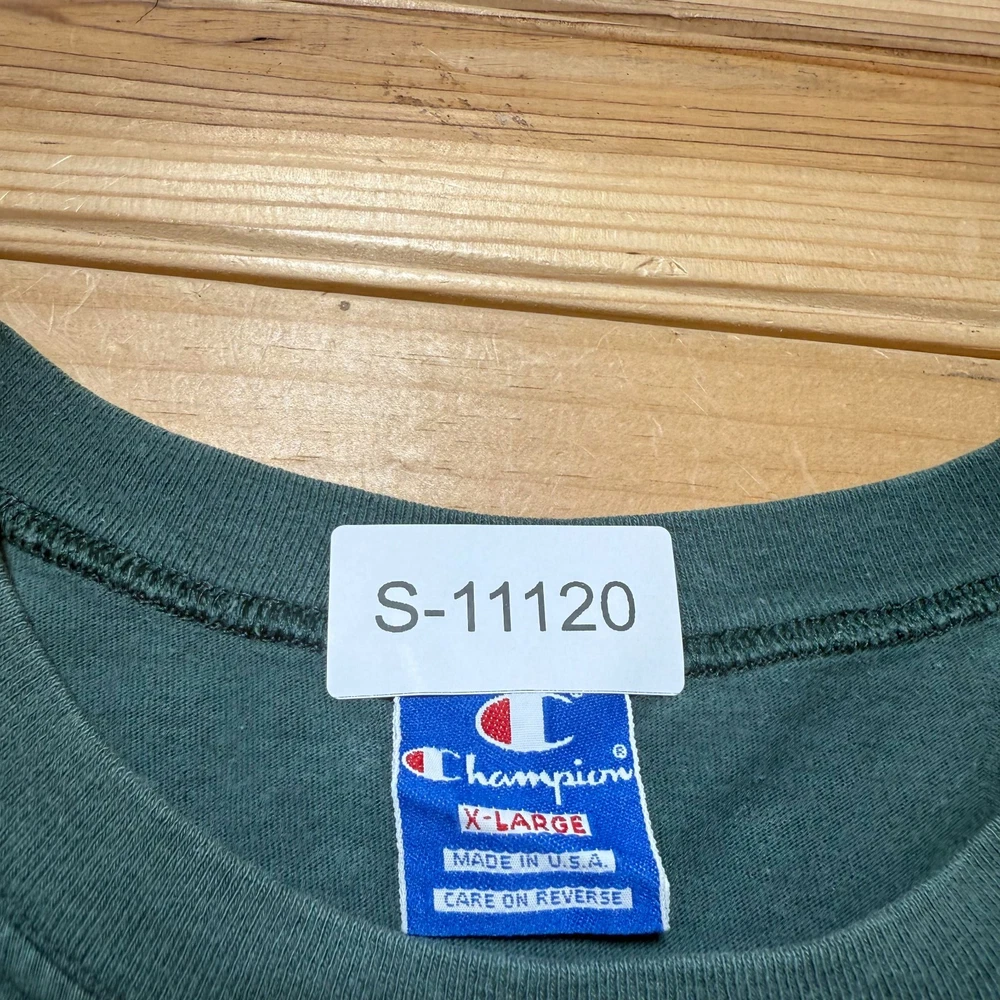 S-11120
Champion®
X-LARGE
MADE IN U.S.A.
CARE ON REVERSE